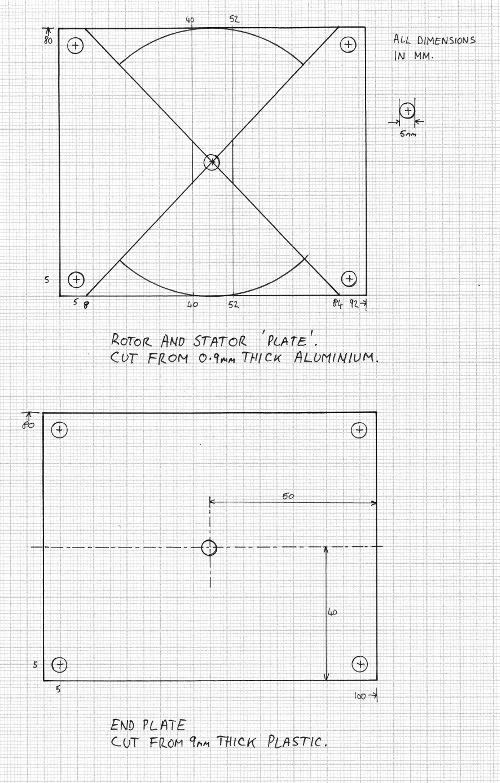 40 52
80
ALL DIMENSIONS
IN MM.
5mm
5
5 8 40 52 84 92
ROTOR AND STATOR 'PLATE'.
CUT FROM 0.9mm THICK ALUMINIUM.
80
50
40
5
5
100
END PLATE
CUT FROM 9mm THICK PLASTIC.